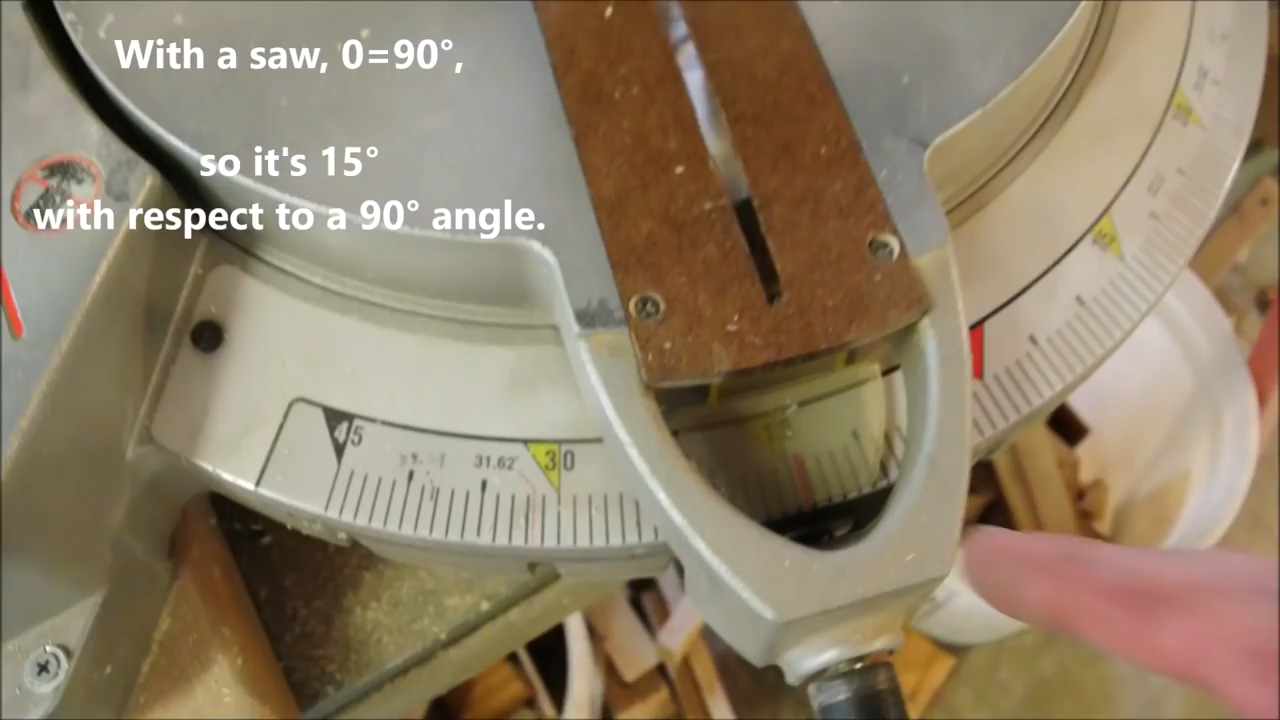 With a saw, 0=90°,
so it's 15°
with respect to a 90° angle.
45
31.62°
30